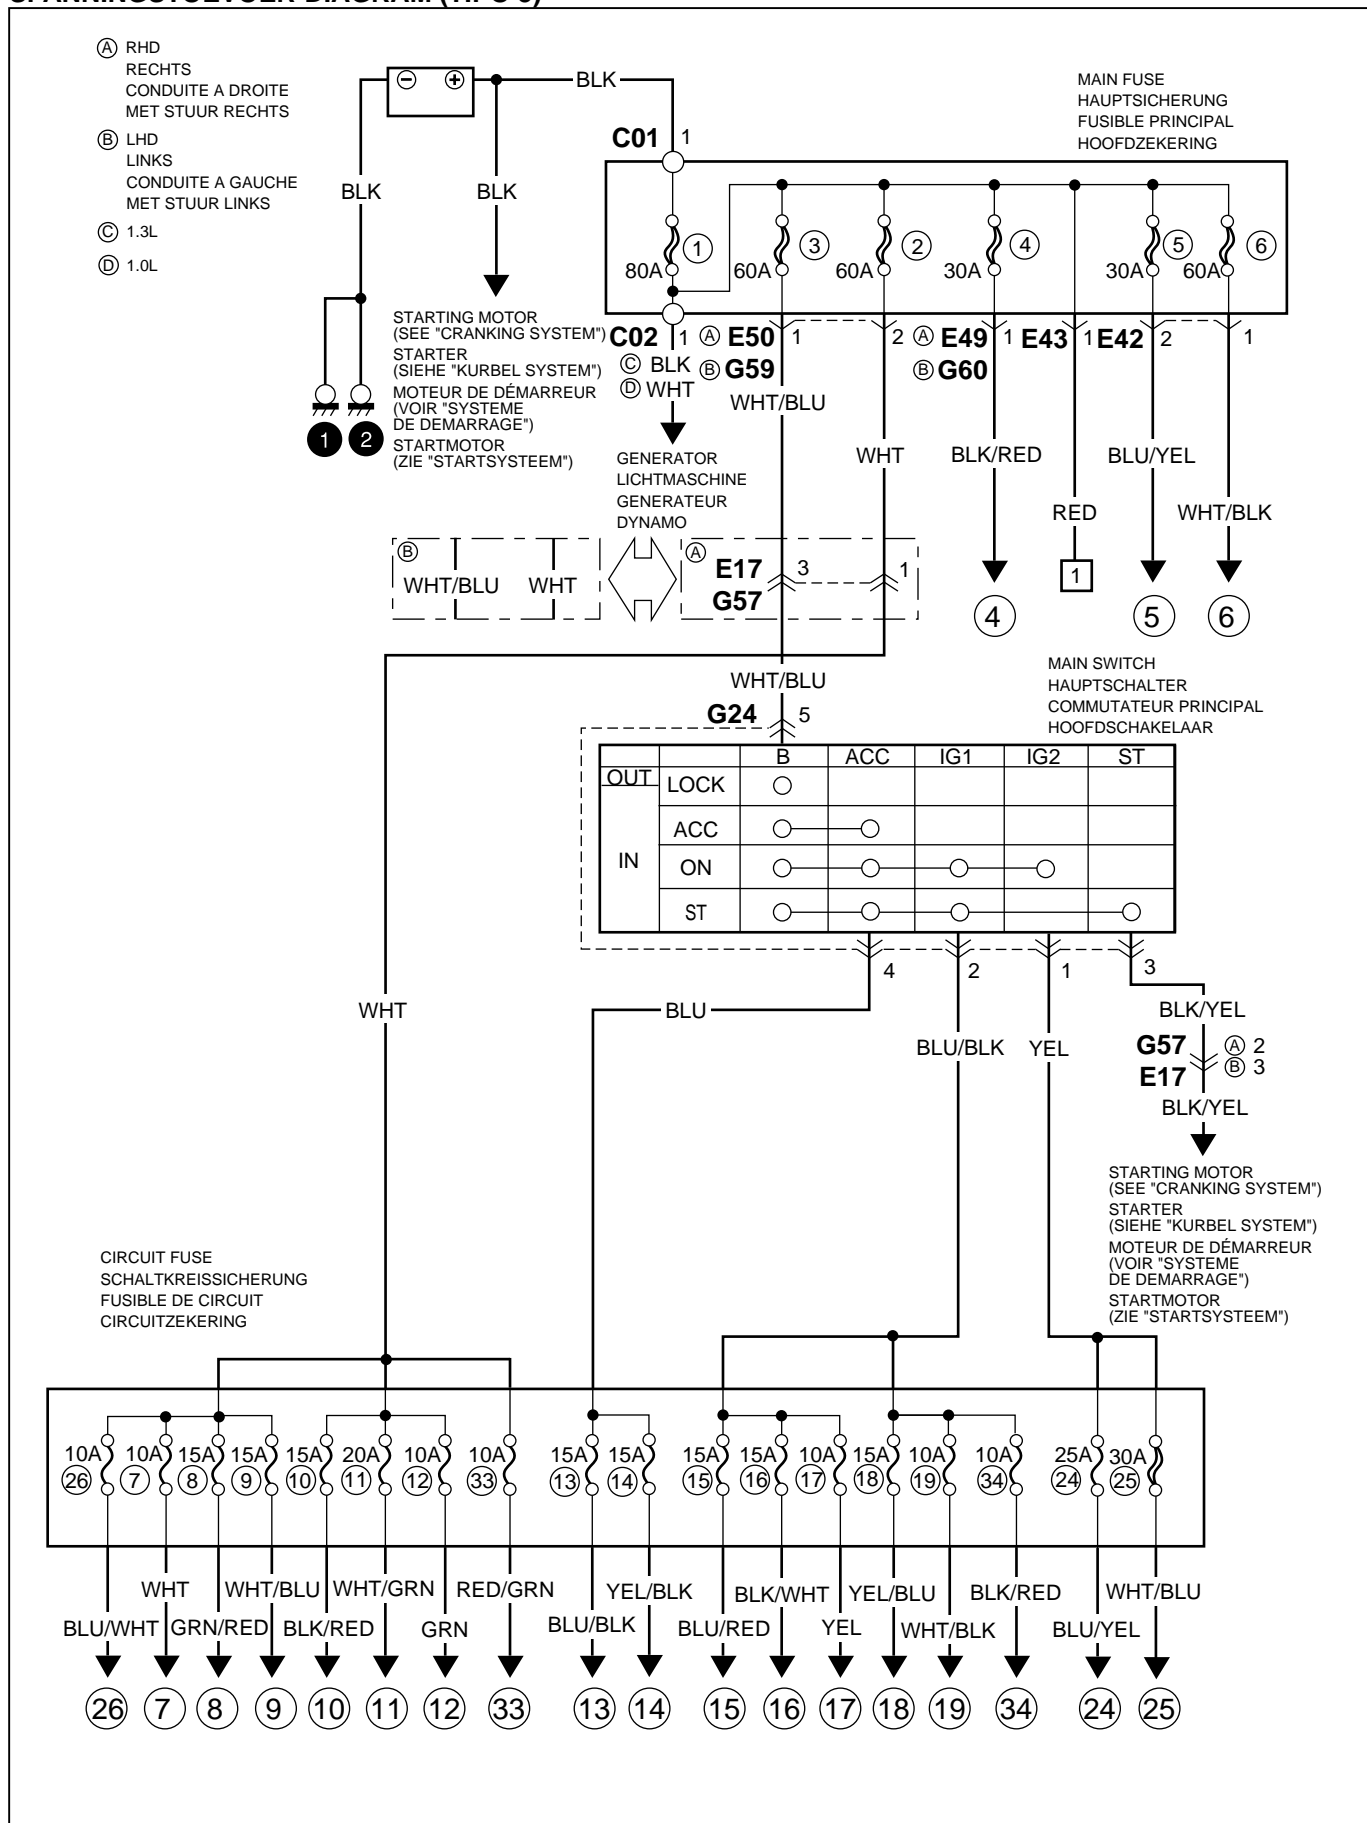 SPANNINGSTOEVOER DIAGRAM (TIPO 3)
A RHD
RECHTS
CONDUITE A DROITE
MET STUUR RECHTS
B LHD
LINKS
CONDUITE A GAUCHE
MET STUUR LINKS
C 1.3L
D 1.0L
BLK
BLK
BLK
MAIN FUSE
HAUPTSICHERUNG
FUSIBLE PRINCIPAL
HOOFDZEKERING
C01 1
80A 1
60A 3
60A 2
30A 4
30A 5
60A 6
1 2
STARTING MOTOR
(SEE "CRANKING SYSTEM")
STARTER
(SIEHE "KURBEL SYSTEM")
MOTEUR DE DÉMARREUR
(VOIR "SYSTEME
DE DEMARRAGE")
STARTMOTOR
(ZIE "STARTSYSTEEM")
C02 1 A E50 1 2 A E49 1 E43 1 E42 2 1
C BLK B G59 B G60
D WHT
WHT/BLU
WHT BLK/RED BLU/YEL
RED WHT/BLK
GENERATOR
LICHTMASCHINE
GENERATEUR
DYNAMO
B
WHT/BLU WHT
A
E17 3 1
G57
1
4 5 6
WHT/BLU
G24 5
MAIN SWITCH
HAUPTSCHALTER
COMMUTATEUR PRINCIPAL
HOOFDSCHAKELAAR
B ACC IG1 IG2 ST
OUT LOCK
ACC
IN ON
ST
4 2 1 3
WHT BLU BLK/YEL
BLU/BLK YEL
G57 A 2
E17 B 3
BLK/YEL
STARTING MOTOR
(SEE "CRANKING SYSTEM")
STARTER
(SIEHE "KURBEL SYSTEM")
MOTEUR DE DÉMARREUR
(VOIR "SYSTEME
DE DEMARRAGE")
STARTMOTOR
(ZIE "STARTSYSTEEM")
CIRCUIT FUSE
SCHALTKREISSICHERUNG
FUSIBLE DE CIRCUIT
CIRCUITZEKERING
10A 10A 15A 15A 15A 20A 10A 10A 15A 15A 15A 15A 10A 15A 10A 10A 25A 30A
26 7 8 9 10 11 12 33 13 14 15 16 17 18 19 34 24 25
WHT WHT/BLU WHT/GRN RED/GRN YEL/BLK BLK/WHT YEL/BLU BLK/RED WHT/BLU
BLU/WHT GRN/RED BLK/RED GRN BLU/BLK BLU/RED YEL WHT/BLK BLU/YEL
26 7 8 9 10 11 12 33 13 14 15 16 17 18 19 34 24 25